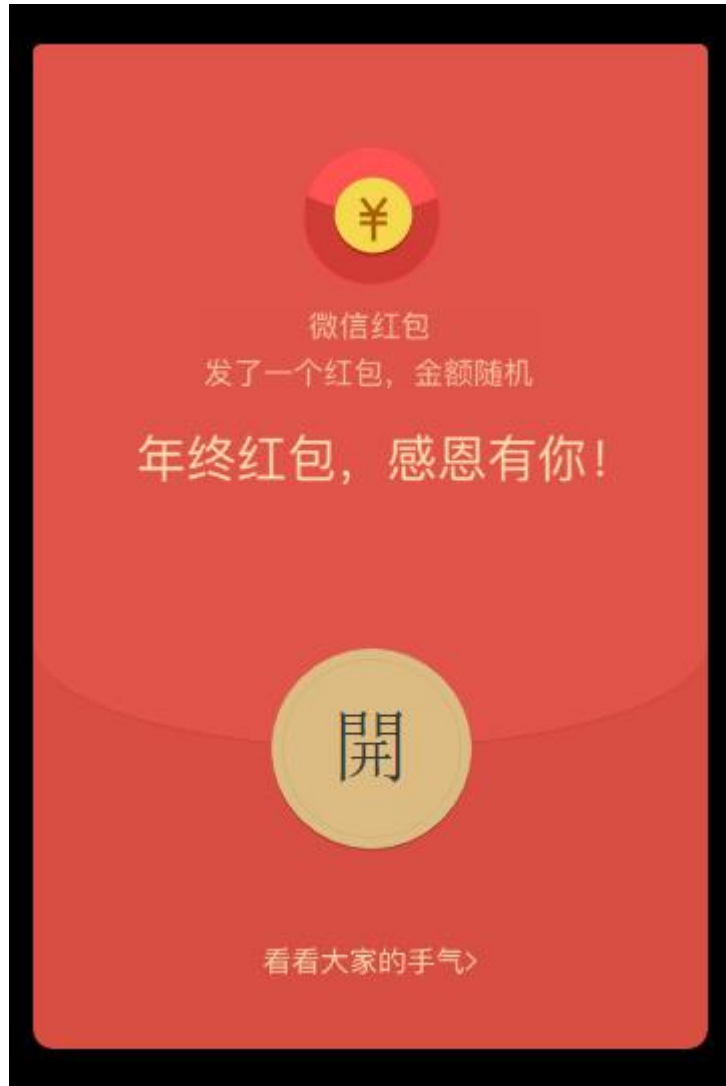 ¥
微信红包
发了一个红包，金额随机
年终红包，感恩有你！
開
看看大家的手气>